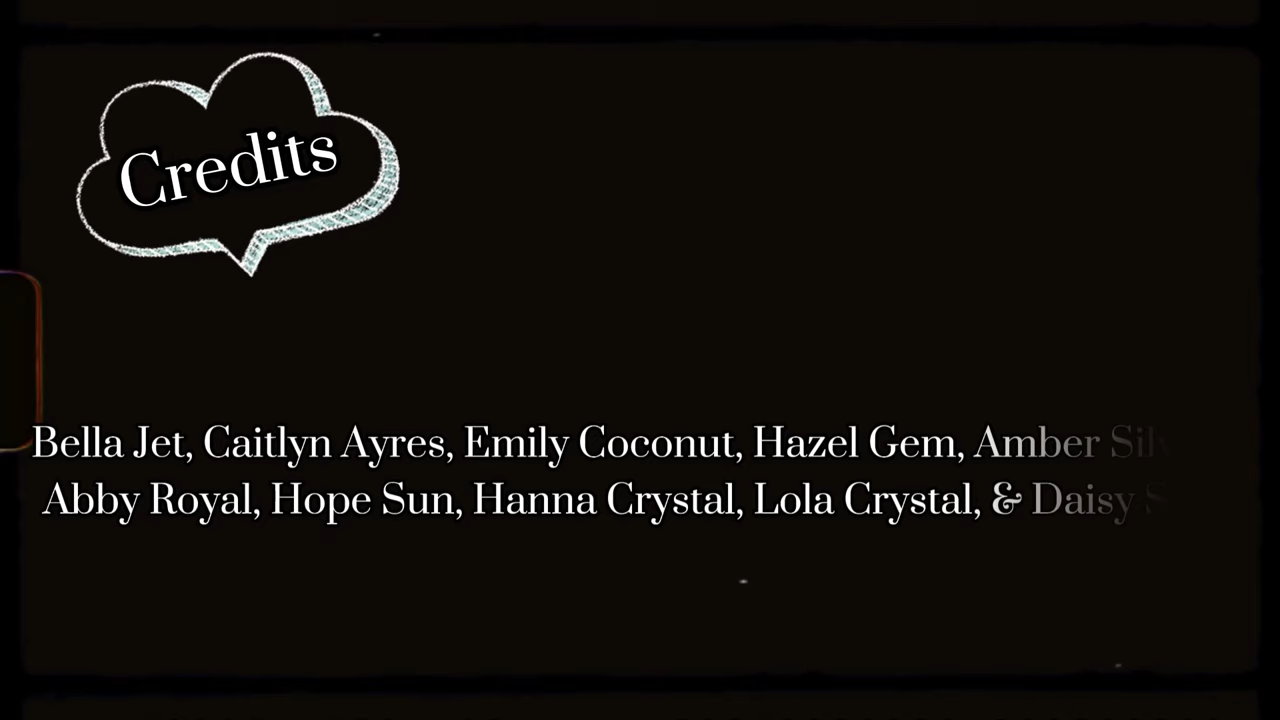 Credits
Bella Jet, Caitlyn Ayres, Emily Coconut, Hazel Gem, Amber
Abby Royal, Hope Sun, Hanna Crystal, Lola Crystal, & Daisy